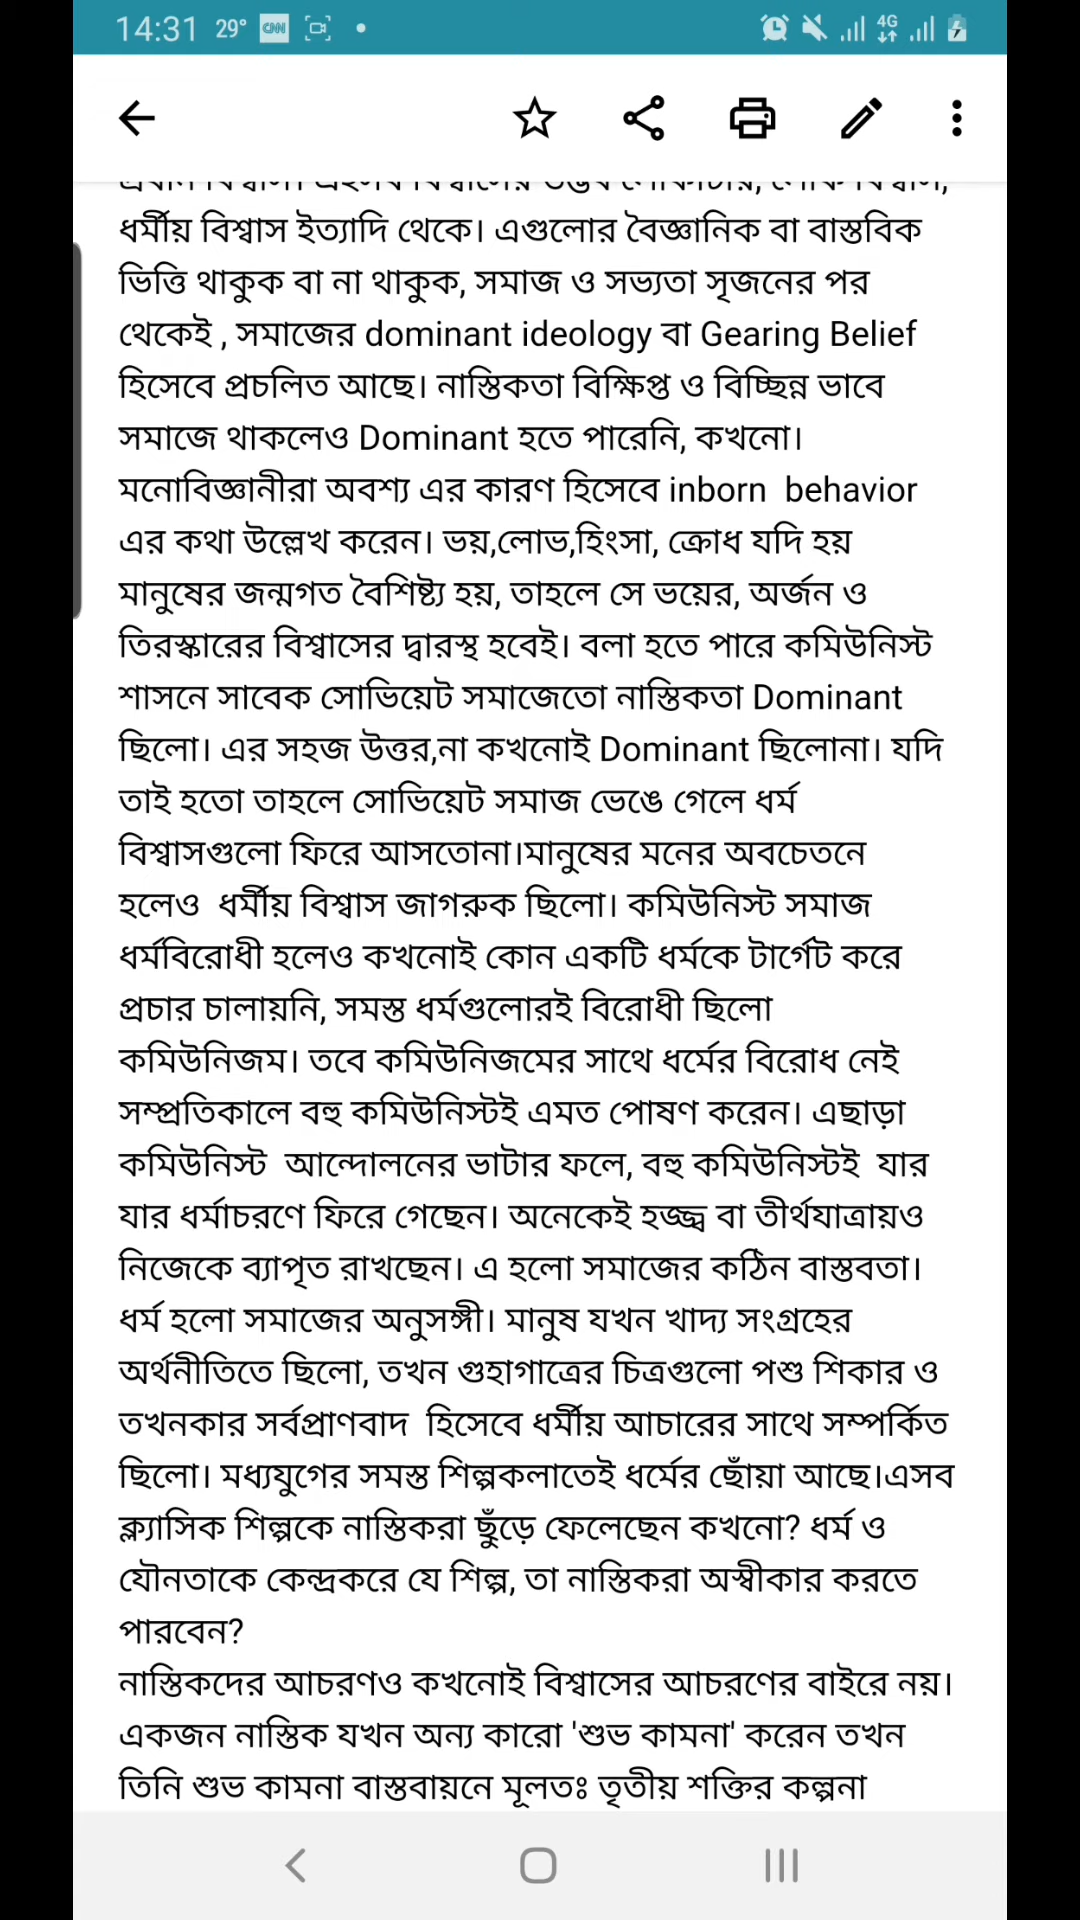 14:31 29° CNN 4G
ধর্মীয় বিশ্বাস ইত্যাদি থেকে। এগুলোর বৈজ্ঞানিক বা বাস্তবিক
ভিত্তি থাকুক বা না থাকুক, সমাজ ও সভ্যতা সৃজনের পর
থেকেই , সমাজের dominant ideology বা Gearing Belief
হিসেবে প্রচলিত আছে। নাস্তিকতা বিক্ষিপ্ত ও বিচ্ছিন্ন ভাবে
সমাজে থাকলেও Dominant হতে পারেনি, কখনো।
মনোবিজ্ঞানীরা অবশ্য এর কারণ হিসেবে inborn  behavior
এর কথা উল্লেখ করেন। ভয়,লোভ,হিংসা, ক্রোধ যদি হয়
মানুষের জন্মগত বৈশিষ্ট্য হয়, তাহলে সে ভয়ের, অর্জন ও
তিরস্কারের বিশ্বাসের দ্বারস্থ হবেই। বলা হতে পারে কমিউনিস্ট
শাসনে সাবেক সোভিয়েট সমাজেতো নাস্তিকতা Dominant
ছিলো। এর সহজ উত্তর,না কখনোই Dominant ছিলোনা। যদি
তাই হতো তাহলে সোভিয়েট সমাজ ভেঙে গেলে ধর্ম
বিশ্বাসগুলো ফিরে আসতোনা।মানুষের মনের অবচেতনে
হলেও  ধর্মীয় বিশ্বাস জাগরুক ছিলো। কমিউনিস্ট সমাজ
ধর্মবিরোধী হলেও কখনোই কোন একটি ধর্মকে টার্গেট করে
প্রচার চালায়নি, সমস্ত ধর্মগুলোরই বিরোধী ছিলো
কমিউনিজম। তবে কমিউনিজমের সাথে ধর্মের বিরোধ নেই
সম্প্রতিকালে বহু কমিউনিস্টই এমত পোষণ করেন। এছাড়া
কমিউনিস্ট  আন্দোলনের ভাটার ফলে, বহু কমিউনিস্টই  যার
যার ধর্মাচরণে ফিরে গেছেন। অনেকেই হজ্জ্ব বা তীর্থযাত্রায়ও
নিজেকে ব্যাপৃত রাখছেন। এ হলো সমাজের কঠিন বাস্তবতা।
ধর্ম হলো সমাজের অনুসঙ্গী। মানুষ যখন খাদ্য সংগ্রহের
অর্থনীতিতে ছিলো, তখন গুহাগাত্রের চিত্রগুলো পশু শিকার ও
তখনকার সর্বপ্রাণবাদ  হিসেবে ধর্মীয় আচারের সাথে সম্পর্কিত
ছিলো। মধ্যযুগের সমস্ত শিল্পকলাতেই ধর্মের ছোঁয়া আছে।এসব
ক্ল্যাসিক শিল্পকে নাস্তিকরা ছুঁড়ে ফেলেছেন কখনো? ধর্ম ও
যৌনতাকে কেন্দ্রকরে যে শিল্প, তা নাস্তিকরা অস্বীকার করতে
পারবেন?
নাস্তিকদের আচরণও কখনোই বিশ্বাসের আচরণের বাইরে নয়।
একজন নাস্তিক যখন অন্য কারো 'শুভ কামনা' করেন তখন
তিনি শুভ কামনা বাস্তবায়নে মূলতঃ তৃতীয় শক্তির কল্পনা